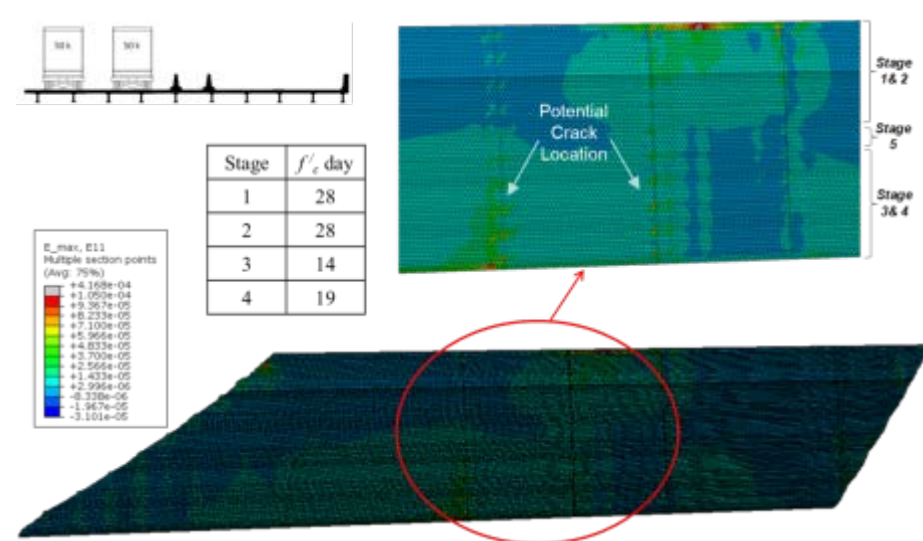 Stage
1& 2
Potential
Crack
Location
Stage
5
Stage
3& 4
Stage f'c day
1 28
2 28
3 14
4 19
E_max, E11
Multiple section points
(Avg: 75%)
+4.168e-04
+1.050e-04
+9.367e-05
+8.233e-05
+7.100e-05
+5.966e-05
+4.833e-05
+3.700e-05
+2.566e-05
+1.433e-05
+2.996e-06
-8.338e-06
-1.967e-05
-3.101e-05